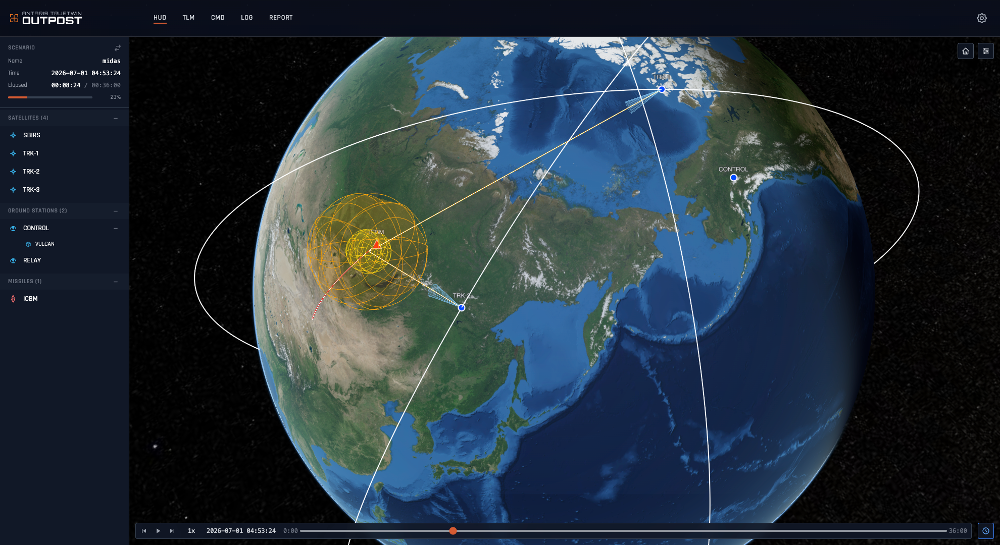 ANTARIS TRUETWIN
OUTPOST
HUD TLM CMD LOG REPORT
SCENARIO
Name midas
Time 2026-07-01 04:53:24
Elapsed 00:08:24 / 00:36:00
23%
SATELLITES (4)
SBIRS
TRK-1
TRK-2
TRK-3
GROUND STATIONS (2)
CONTROL
VULCAN
RELAY
MISSILES (1)
ICBM
TRK-1
CONTROL
ICBM
1x 2026-07-01 04:53:24 0:00 36:00